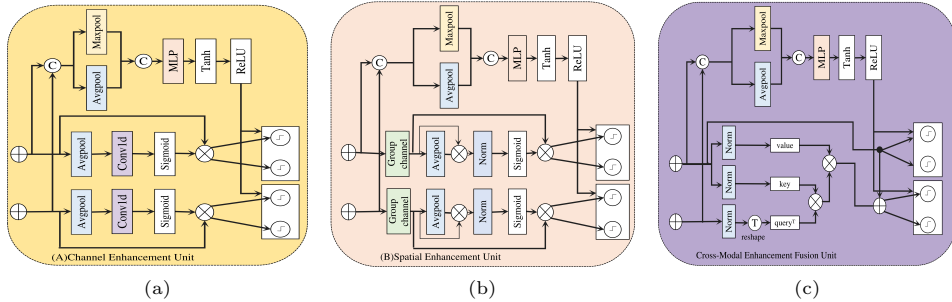 Maxpool
C
C
MLP
Tanh
ReLU
Avgpool
Avgpool
Conv1d
Sigmoid
Avgpool
Conv1d
Sigmoid
(A)Channel Enhancement Unit
(a)
Maxpool
C
C
MLP
Tanh
ReLU
Avgpool
Group
channel
Avgpool
Norm
Sigmoid
Group
channel
Avgpool
Norm
Sigmoid
(B)Spatial Enhancement Unit
(b)
Maxpool
C
C
MLP
Tanh
ReLU
Avgpool
Norm
value
Norm
key
Norm
T
queryᵀ
reshape
Cross-Modal Enhancement Fusion Unit
(c)